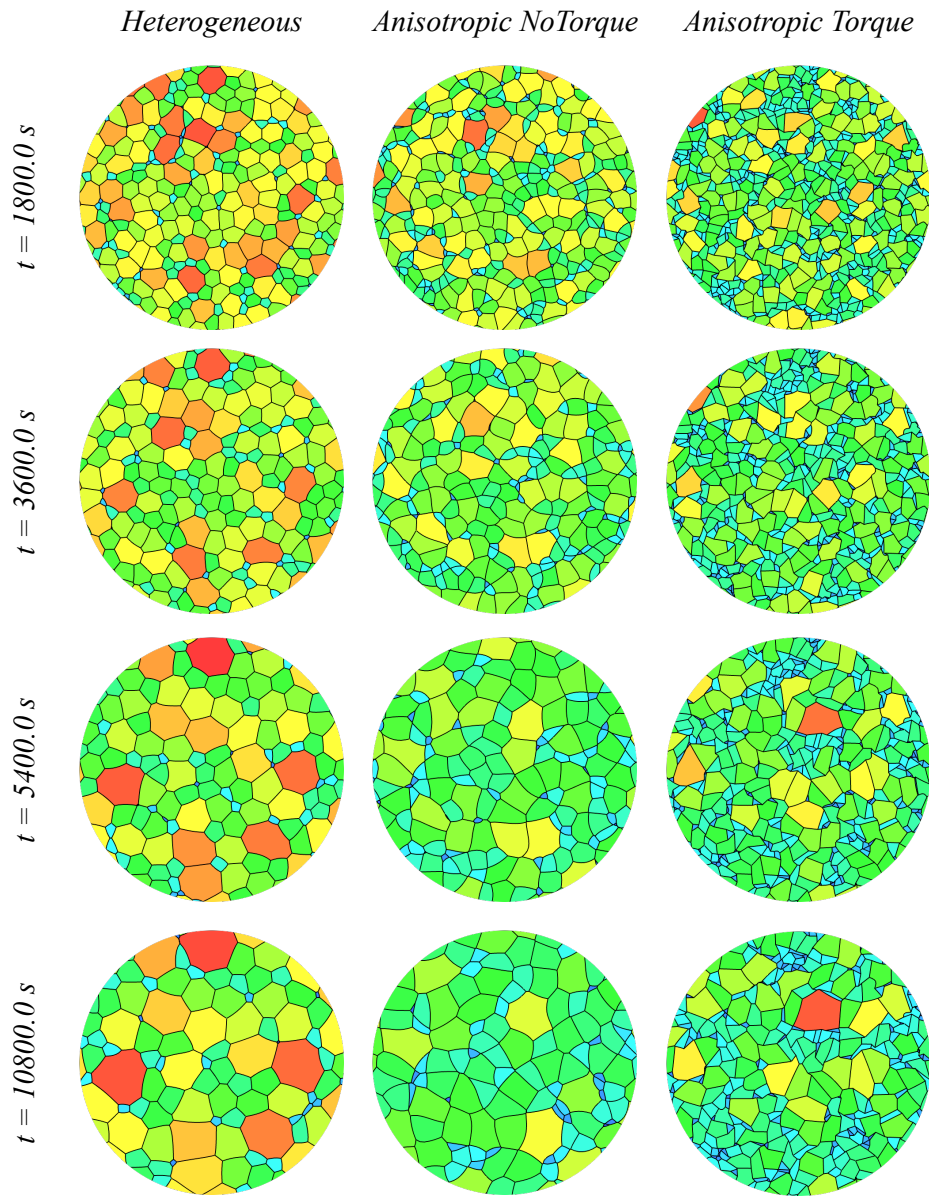 Heterogeneous Anisotropic NoTorque Anisotropic Torque
t = 1800.0 s
t = 3600.0 s
t = 5400.0 s
t = 10800.0 s